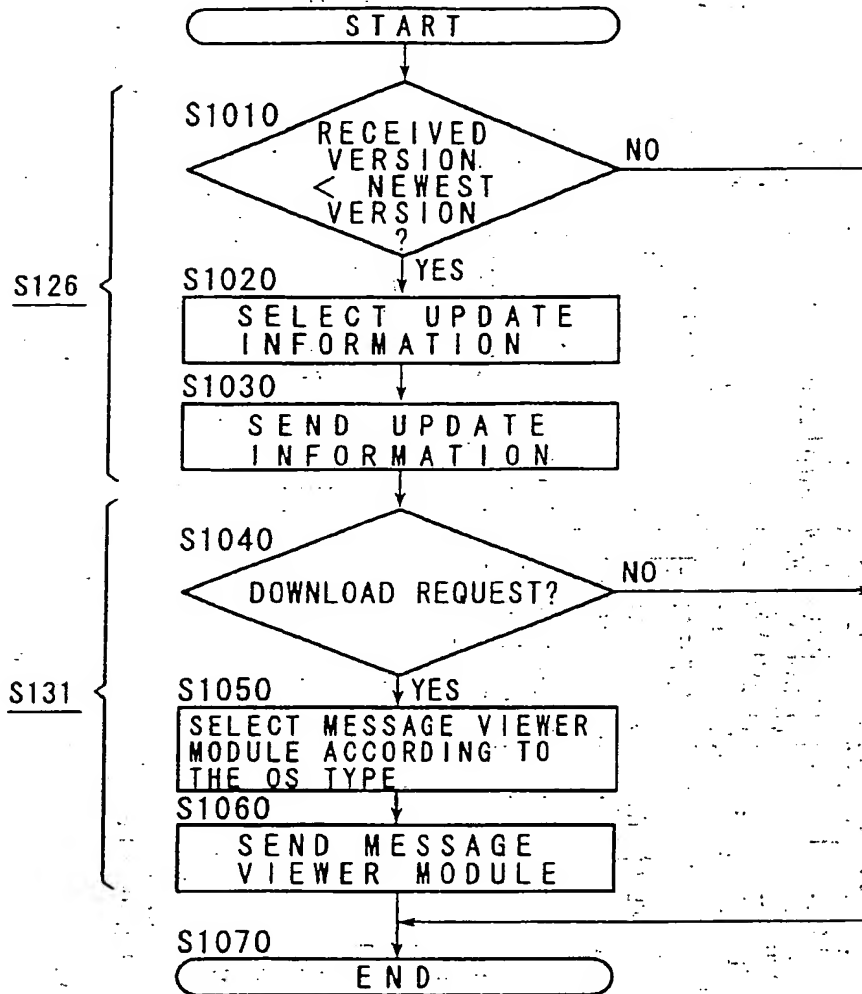 START
S1010
RECEIVED
VERSION
< NEWEST
VERSION
?
NO
YES
S126
S1020
SELECT UPDATE
INFORMATION
S1030
SEND UPDATE
INFORMATION
S1040
DOWNLOAD REQUEST?
NO
YES
S131
S1050
SELECT MESSAGE VIEWER
MODULE ACCORDING TO
THE OS TYPE
S1060
SEND MESSAGE
VIEWER MODULE
S1070
END